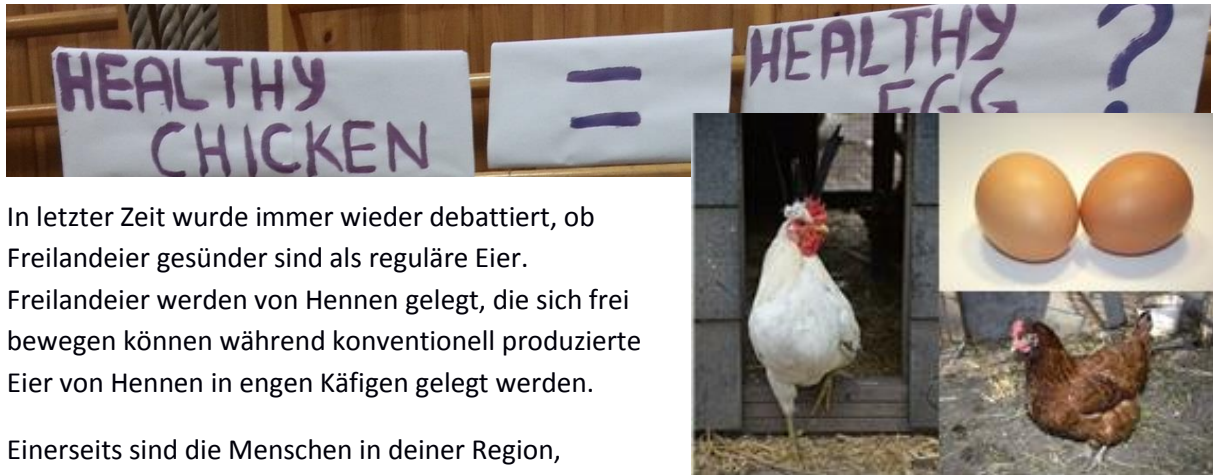 HEALTHY CHICKEN
=
HEALTHY EGG ?
In letzter Zeit wurde immer wieder debattiert, ob
Freilandeier gesünder sind als reguläre Eier.
Freilandeier werden von Hennen gelegt, die sich frei
bewegen können während konventionell produzierte
Eier von Hennen in engen Käfigen gelegt werden.
Einerseits sind die Menschen in deiner Region,